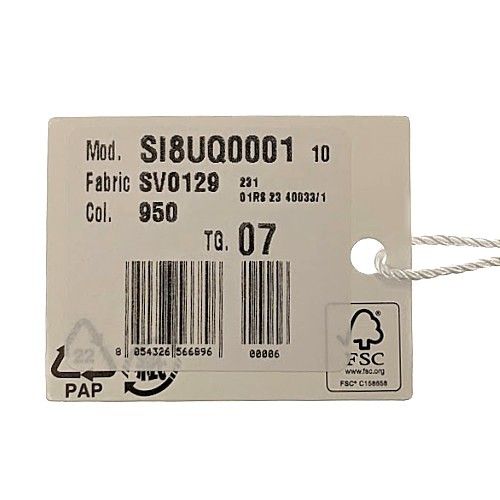 Mod. SI8UQ0001 10
Fabric SV0129 231
01RS 23 40033/1
Col. 950
TG. 07
8 054326 566896
00006
22
PAP
FSC
www.fsc.org
FSC® C158658